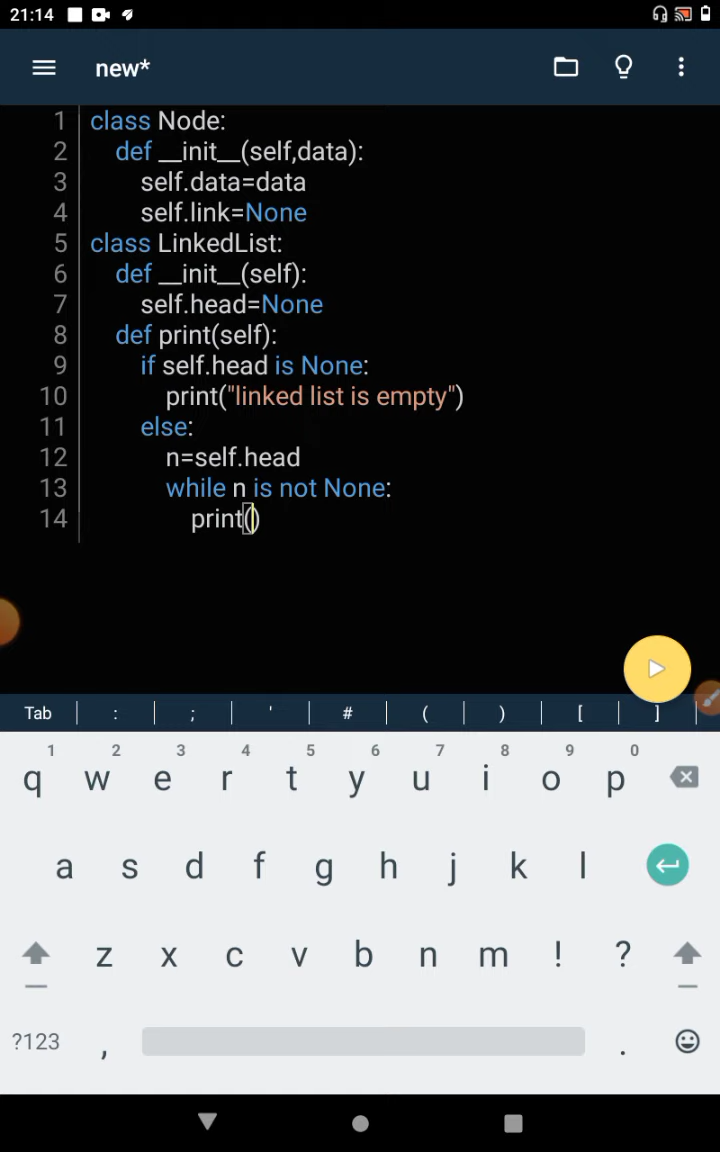 21:14
new*
1 class Node:
2 def __init__(self,data):
3 self.data=data
4 self.link=None
5 class LinkedList:
6 def __init__(self):
7 self.head=None
8 def print(self):
9 if self.head is None:
10 print("linked list is empty")
11 else:
12 n=self.head
13 while n is not None:
14 print()
Tab : ; ' # ( ) [ ]
1 2 3 4 5 6 7 8 9 0
q w e r t y u i o p
a s d f g h j k l
z x c v b n m ! ?
?123 , .